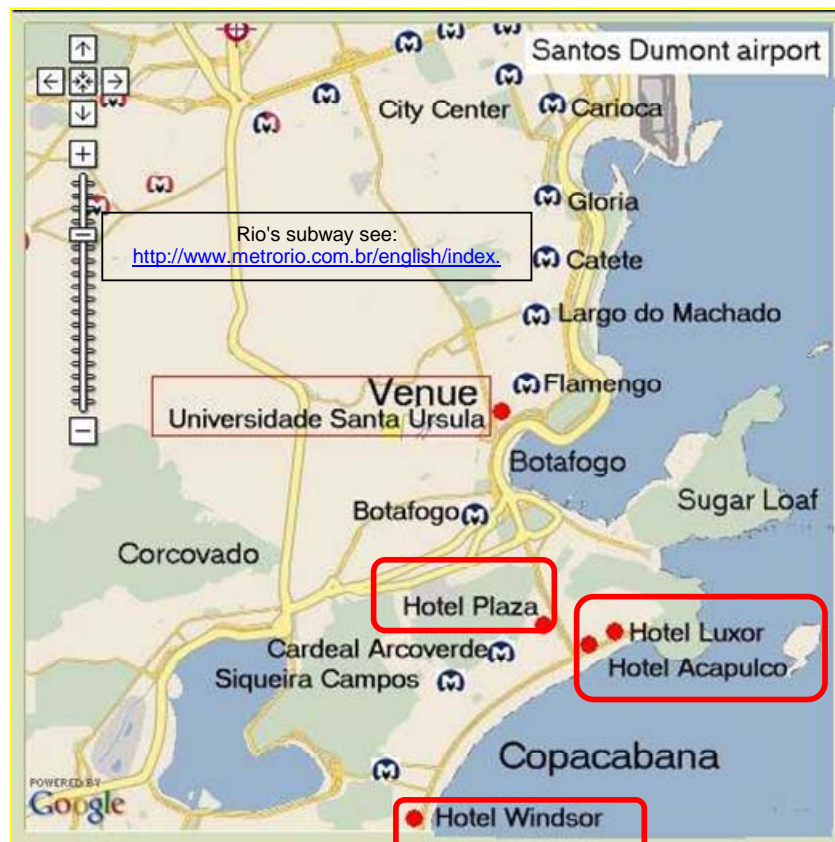 Santos Dumont airport
City Center
Carioca
Gloria
Rio's subway see:
http://www.metrorio.com.br/english/index.
Catete
Largo do Machado
Flamengo
Venue
Universidade Santa Ursula
Botafogo
Sugar Loaf
Botafogo
Corcovado
Hotel Plaza
Hotel Luxor
Cardeal Arcoverde
Hotel Acapulco
Siqueira Campos
Copacabana
POWERED BY
Google
Hotel Windsor